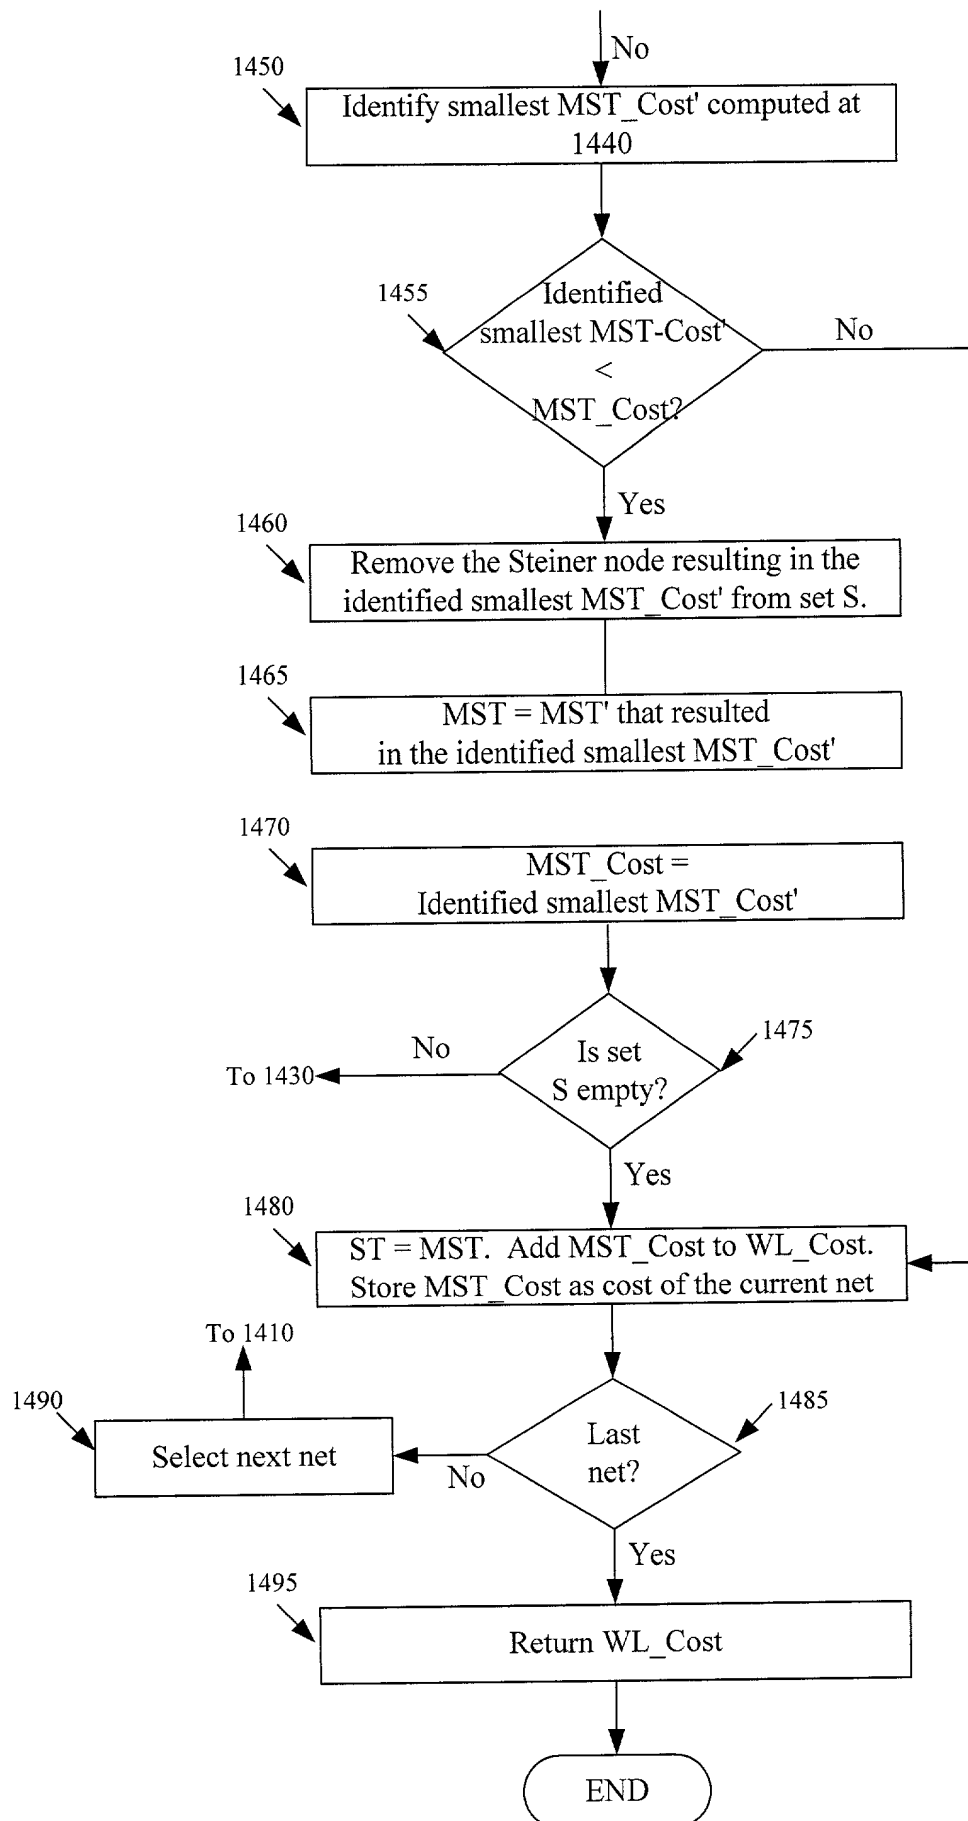 No
1450
Identify smallest MST_Cost' computed at
1440
1455
Identified
smallest MST-Cost'
<
MST_Cost?
No
Yes
1460
Remove the Steiner node resulting in the
identified smallest MST_Cost' from set S.
1465
MST = MST' that resulted
in the identified smallest MST_Cost'
1470
MST_Cost =
Identified smallest MST_Cost'
1475
No
Is set
S empty?
To 1430
Yes
1480
ST = MST. Add MST_Cost to WL_Cost.
Store MST_Cost as cost of the current net
To 1410
1490
1485
Select next net
Last
net?
No
Yes
1495
Return WL_Cost
END